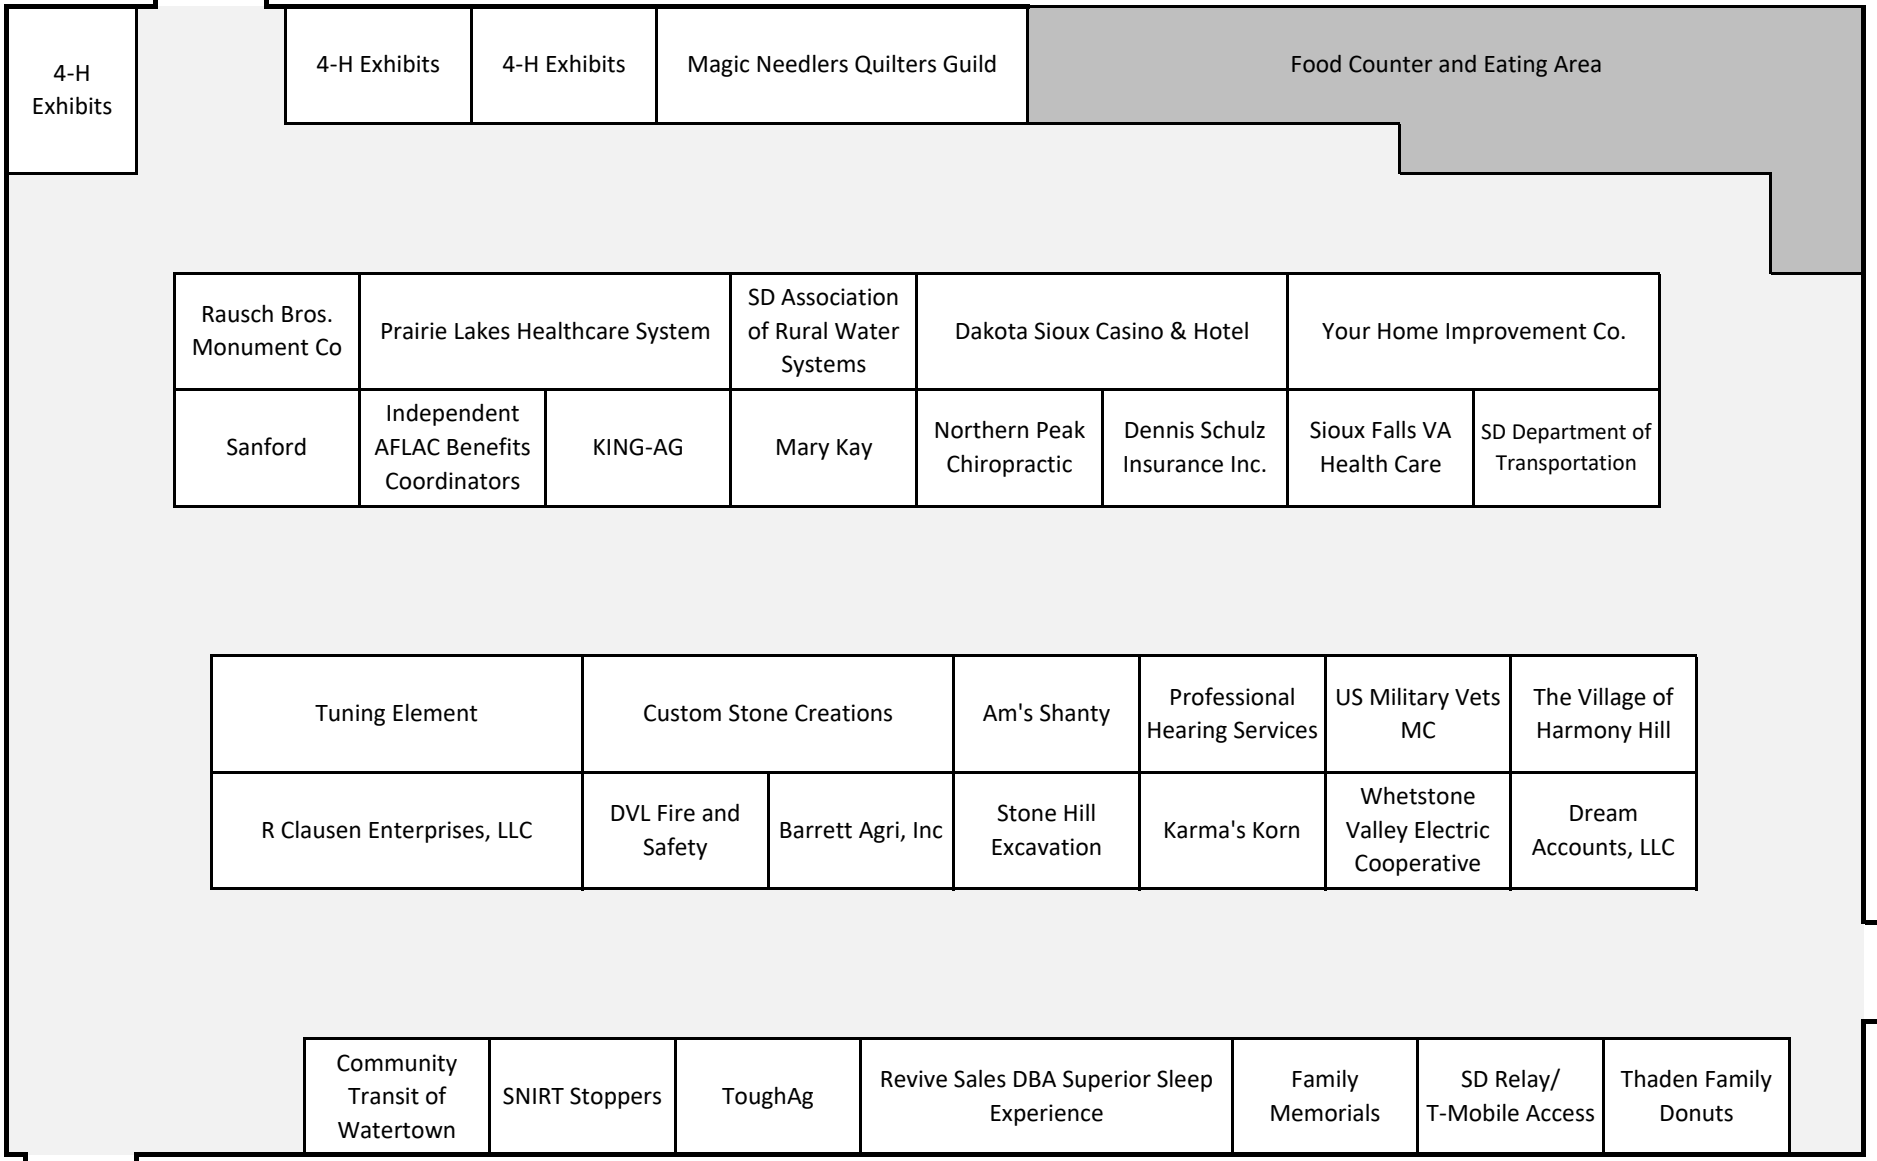 4-H
Exhibits
4-H Exhibits
4-H Exhibits
Magic Needlers Quilters Guild
Food Counter and Eating Area
Rausch Bros.
Monument Co
Prairie Lakes Healthcare System
SD Association
of Rural Water
Systems
Dakota Sioux Casino & Hotel
Your Home Improvement Co.
Sanford
Independent
AFLAC Benefits
Coordinators
KING-AG
Mary Kay
Northern Peak
Chiropractic
Dennis Schulz
Insurance Inc.
Sioux Falls VA
Health Care
SD Department of
Transportation
Tuning Element
Custom Stone Creations
Am's Shanty
Professional
Hearing Services
US Military Vets
MC
The Village of
Harmony Hill
R Clausen Enterprises, LLC
DVL Fire and
Safety
Barrett Agri, Inc
Stone Hill
Excavation
Karma's Korn
Whetstone
Valley Electric
Cooperative
Dream
Accounts, LLC
Community
Transit of
Watertown
SNIRT Stoppers
ToughAg
Revive Sales DBA Superior Sleep
Experience
Family
Memorials
SD Relay/
T-Mobile Access
Thaden Family
Donuts